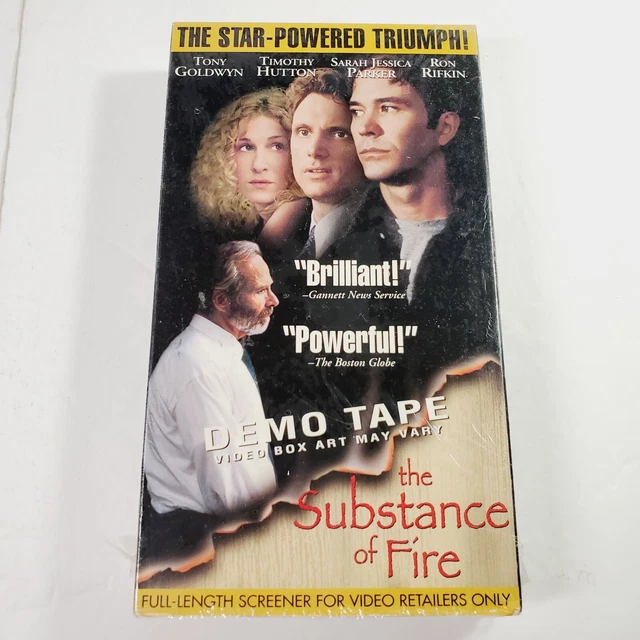 THE STAR-POWERED TRIUMPH!
TONY TIMOTHY SARAH JESSICA RON
GOLDWYN HUTTON PARKER RIFKIN
"Brilliant!"
–Gannett News Service
"Powerful!"
–The Boston Globe
DEMO TAPE
VIDEO BOX ART MAY VARY
the
Substance
of Fire
FULL-LENGTH SCREENER FOR VIDEO RETAILERS ONLY